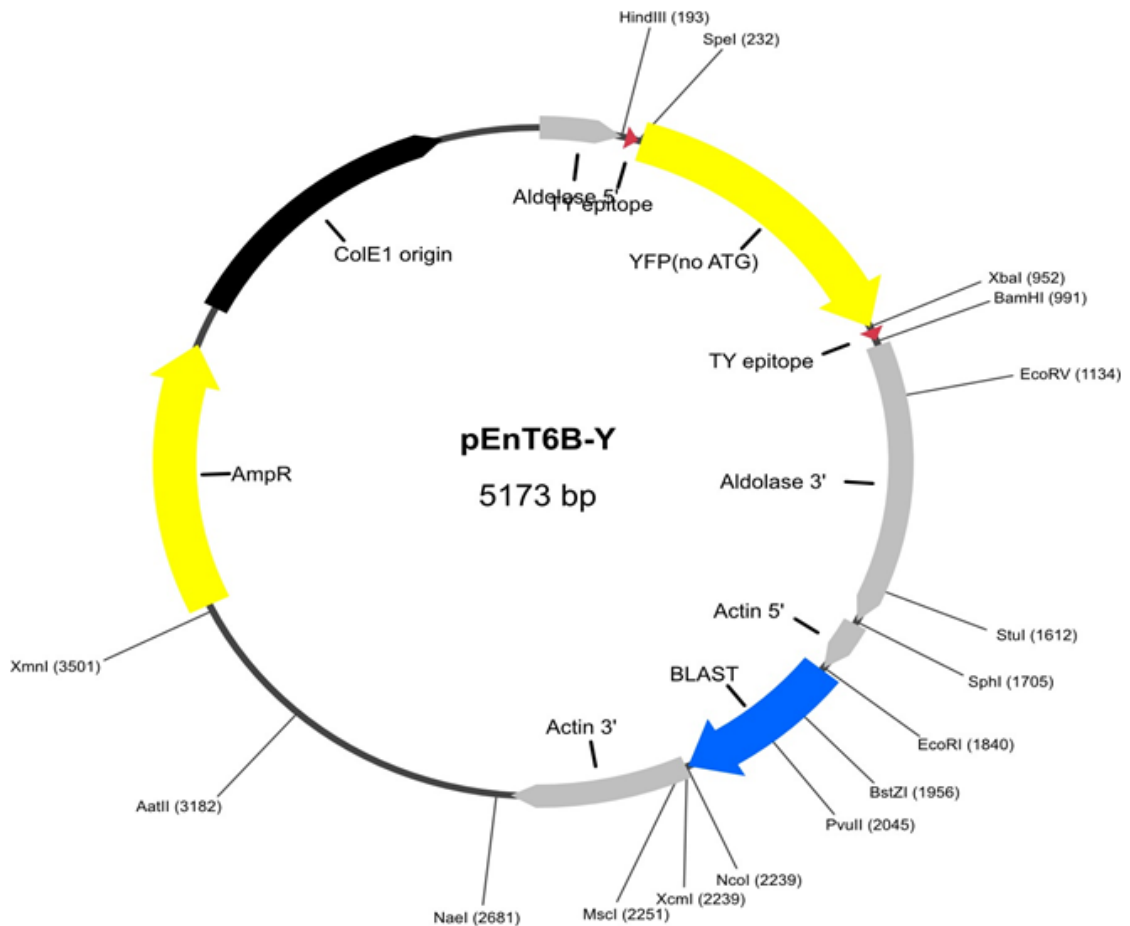 HindIII (193)
SpeI (232)
Aldolase 5'
TY epitope
ColE1 origin
YFP(no ATG)
XbaI (952)
BamHI (991)
TY epitope
EcoRV (1134)
pEnT6B-Y
5173 bp
AmpR
Aldolase 3'
Actin 5'
StuI (1612)
XmnI (3501)
BLAST
SphI (1705)
Actin 3'
EcoRI (1840)
BstZI (1956)
AatII (3182)
PvuII (2045)
NcoI (2239)
XcmI (2239)
MscI (2251)
NaeI (2681)